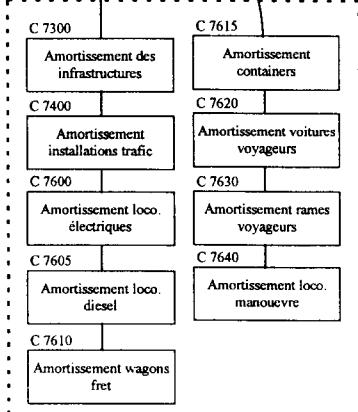 C 7300
Amortissement des
infrastructures
C 7400
Amortissement
installations trafic
C 7600
Amortissement loco.
électriques
C 7605
Amortissement loco.
diesel
C 7610
Amortissement wagons
fret
C 7615
Amortissement
containers
C 7620
Amortissement voitures
voyageurs
C 7630
Amortissement rames
voyageurs
C 7640
Amortissement loco.
manouevre